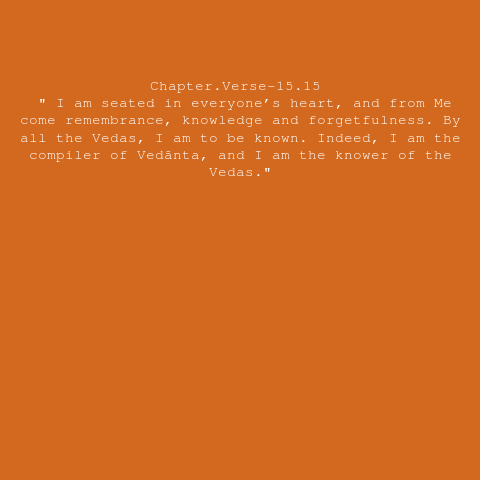 Chapter.Verse-15.15
" I am seated in everyone’s heart, and from Me
come remembrance, knowledge and forgetfulness. By
all the Vedas, I am to be known. Indeed, I am the
compiler of Vedānta, and I am the knower of the
Vedas."